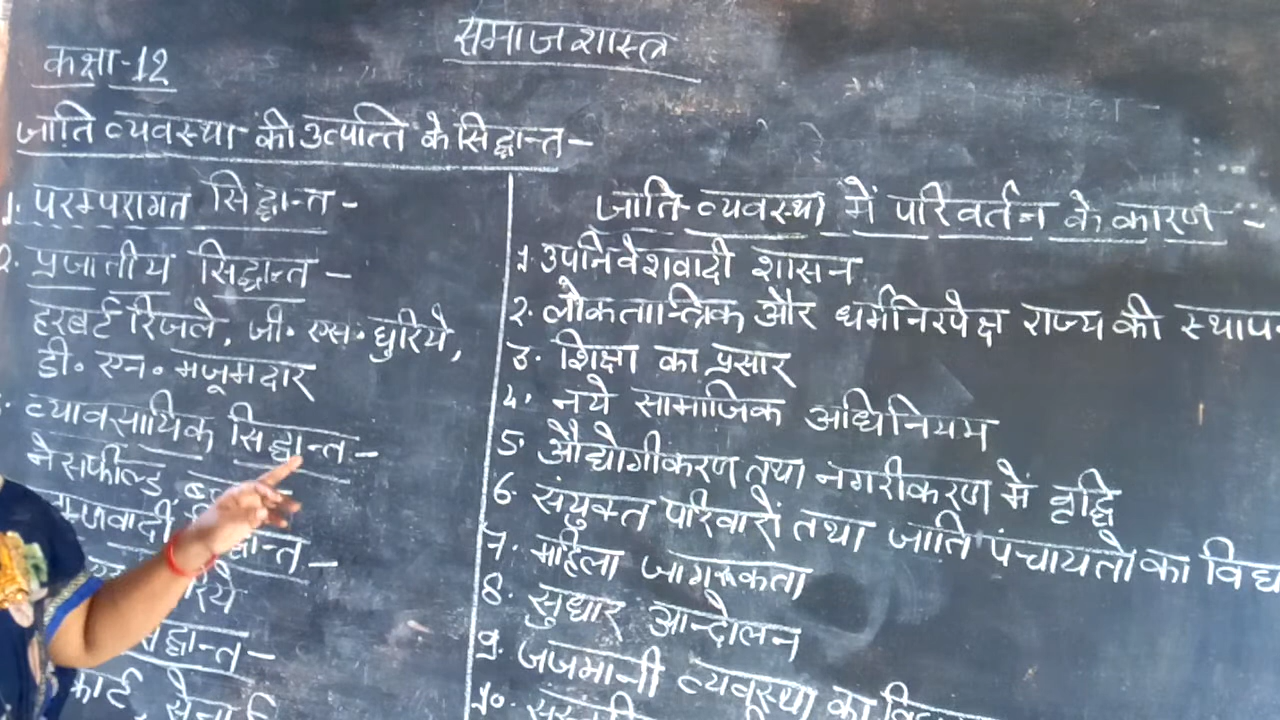 समाजशास्त्र
कक्षा-12
जाति व्यवस्था की उत्पत्ति के सिद्धान्त-
1. परम्परागत सिद्धान्त-
2. प्रजातीय सिद्धान्त-
हरबर्ट रिजले, जी. एस. घुरिये,
डी. एन. मजूमदार
व्यावसायिक सिद्धान्त-
नेसफील्ड
जाति-व्यवस्था में परिवर्तन के कारण -
1. उपनिवेशवादी शासन
2. लोकतान्त्रिक और धर्मनिरपेक्ष राज्य की
3. शिक्षा का प्रसार
4. नये सामाजिक अधिनियम
5. औद्योगीकरण तथा नगरीकरण में वृद्धि
6. संयुक्त परिवारों तथा जाति पंचायतो का
7. महिला जागरूकता
8. सुधार आन्दोलन
9. जजमानी व्यवस्था का
10.